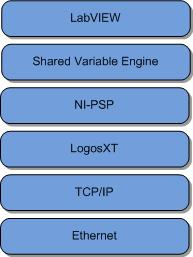 LabVIEW
Shared Variable Engine
NI-PSP
LogosXT
TCP/IP
Ethernet